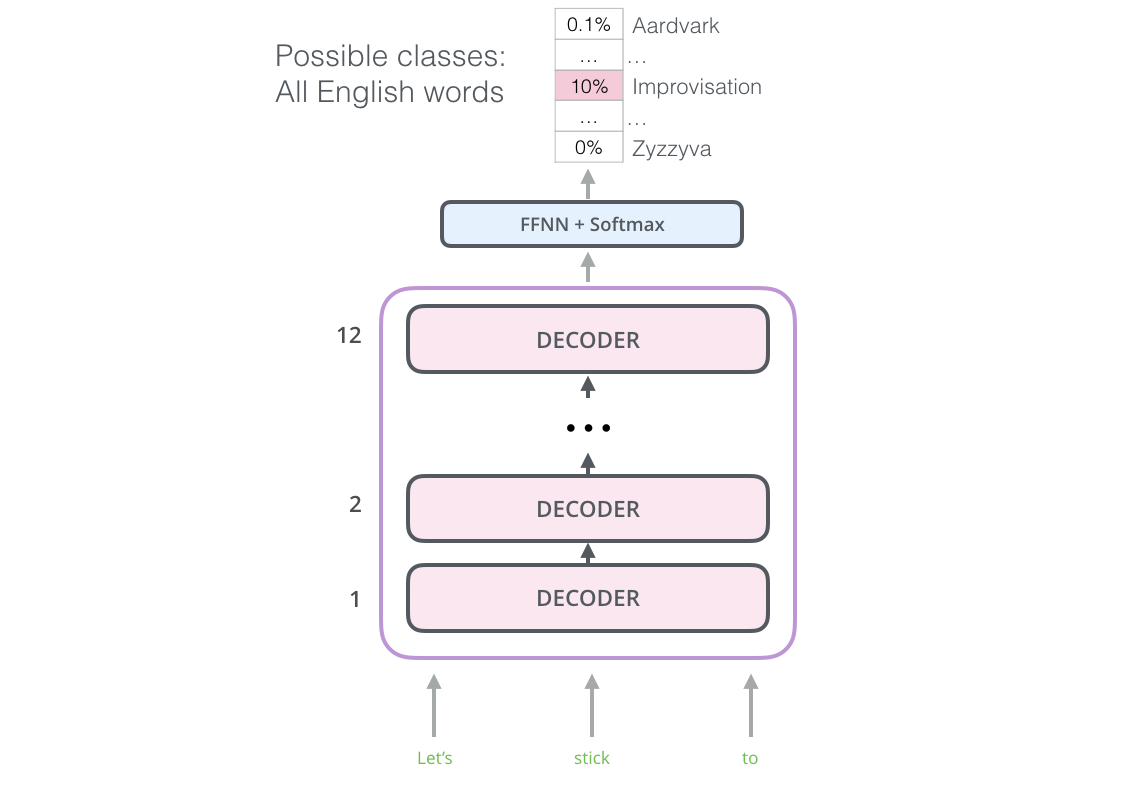 0.1% Aardvark
Possible classes:
... ...
All English words
10% Improvisation
... ...
0% Zyzzyva
FFNN + Softmax
12
DECODER
...
2
DECODER
1
DECODER
Let's stick to